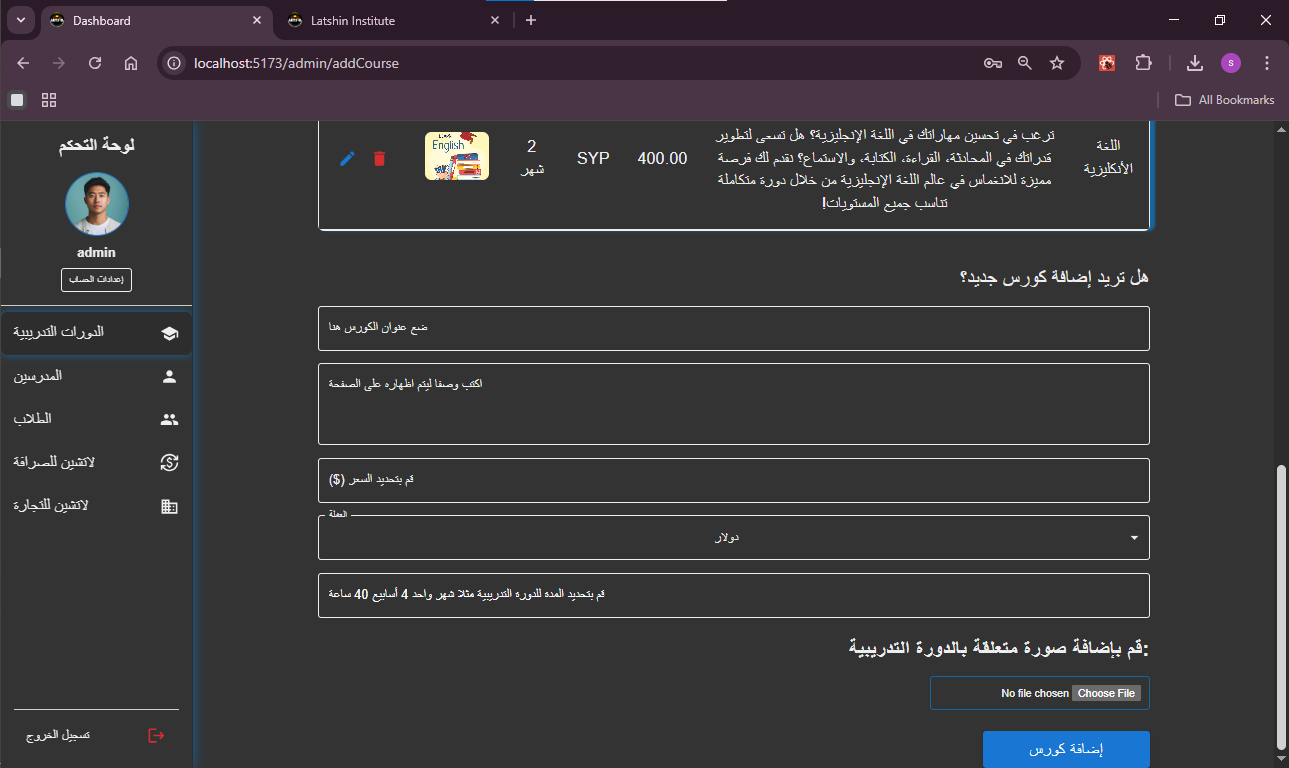 Dashboard
Latshin Institute
localhost:5173/admin/addCourse
All Bookmarks
لوحة التحكم
admin
إعدادات الحساب
الدورات التدريبية
المدرسين
الطلاب
لاتشين للصرافة
لاتشين للتجارة
تسجيل الخروج
اللغة
الأنكليزية
ترغب في تحسين مهاراتك في اللغة الإنجليزية؟ هل تسعى لتطوير
قدراتك في المحادثة، القراءة، الكتابة، والاستماع؟ نقدم لك فرصة
مميزة للانغماس في عالم اللغة الإنجليزية من خلال دورة متكاملة
تناسب جميع المستويات!
400.00
SYP
2
شهر
English
هل تريد إضافة كورس جديد؟
ضع عنوان الكورس هنا
اكتب وصفا ليتم اظهاره على الصفحة
قم بتحديد السعر ($)
العملة
دولار
قم بتحديد المده للدوره التدريبية مثلا شهر واحد 4 أسابيع 40 ساعة
:قم بإضافة صورة متعلقة بالدورة التدريبية
No file chosen Choose File
إضافة كورس